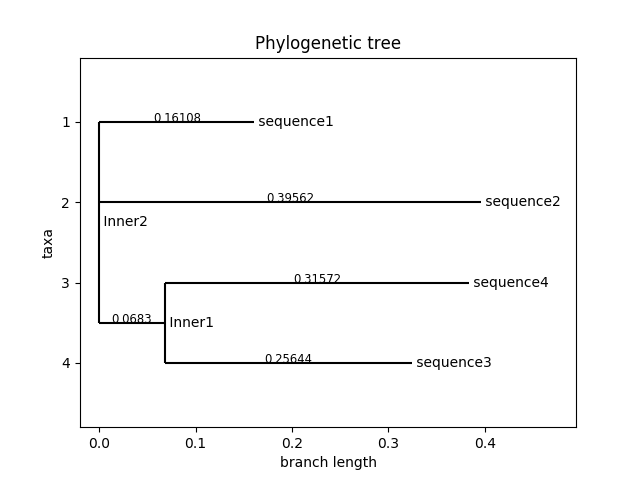 Phylogenetic tree
1
0.16108
sequence1
2
0.39562
sequence2
Inner2
taxa
3
0.31572
sequence4
0.0683
Inner1
4
0.25644
sequence3
0.0 0.1 0.2 0.3 0.4
branch length